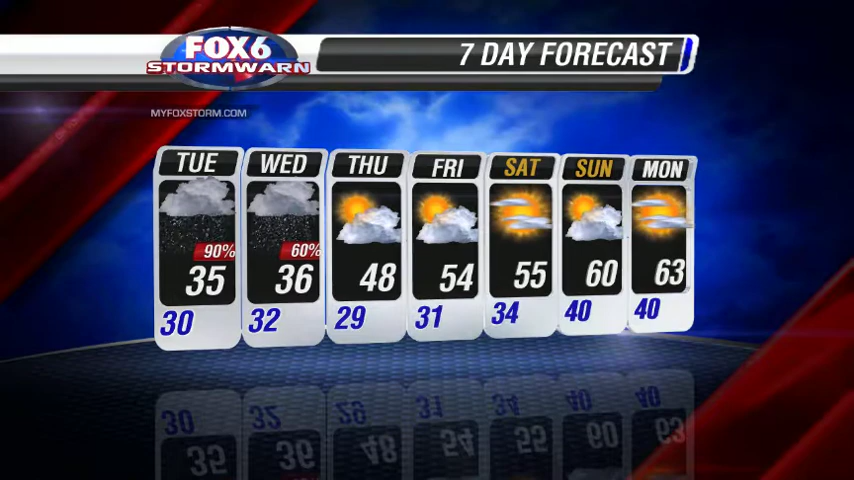 FOX6
STORMWARN
7 DAY FORECAST
MYFOXSTORM.COM
TUE WED THU FRI SAT SUN MON
90% 60%
35 36 48 54 55 60 63
30 32 29 31 34 40 40